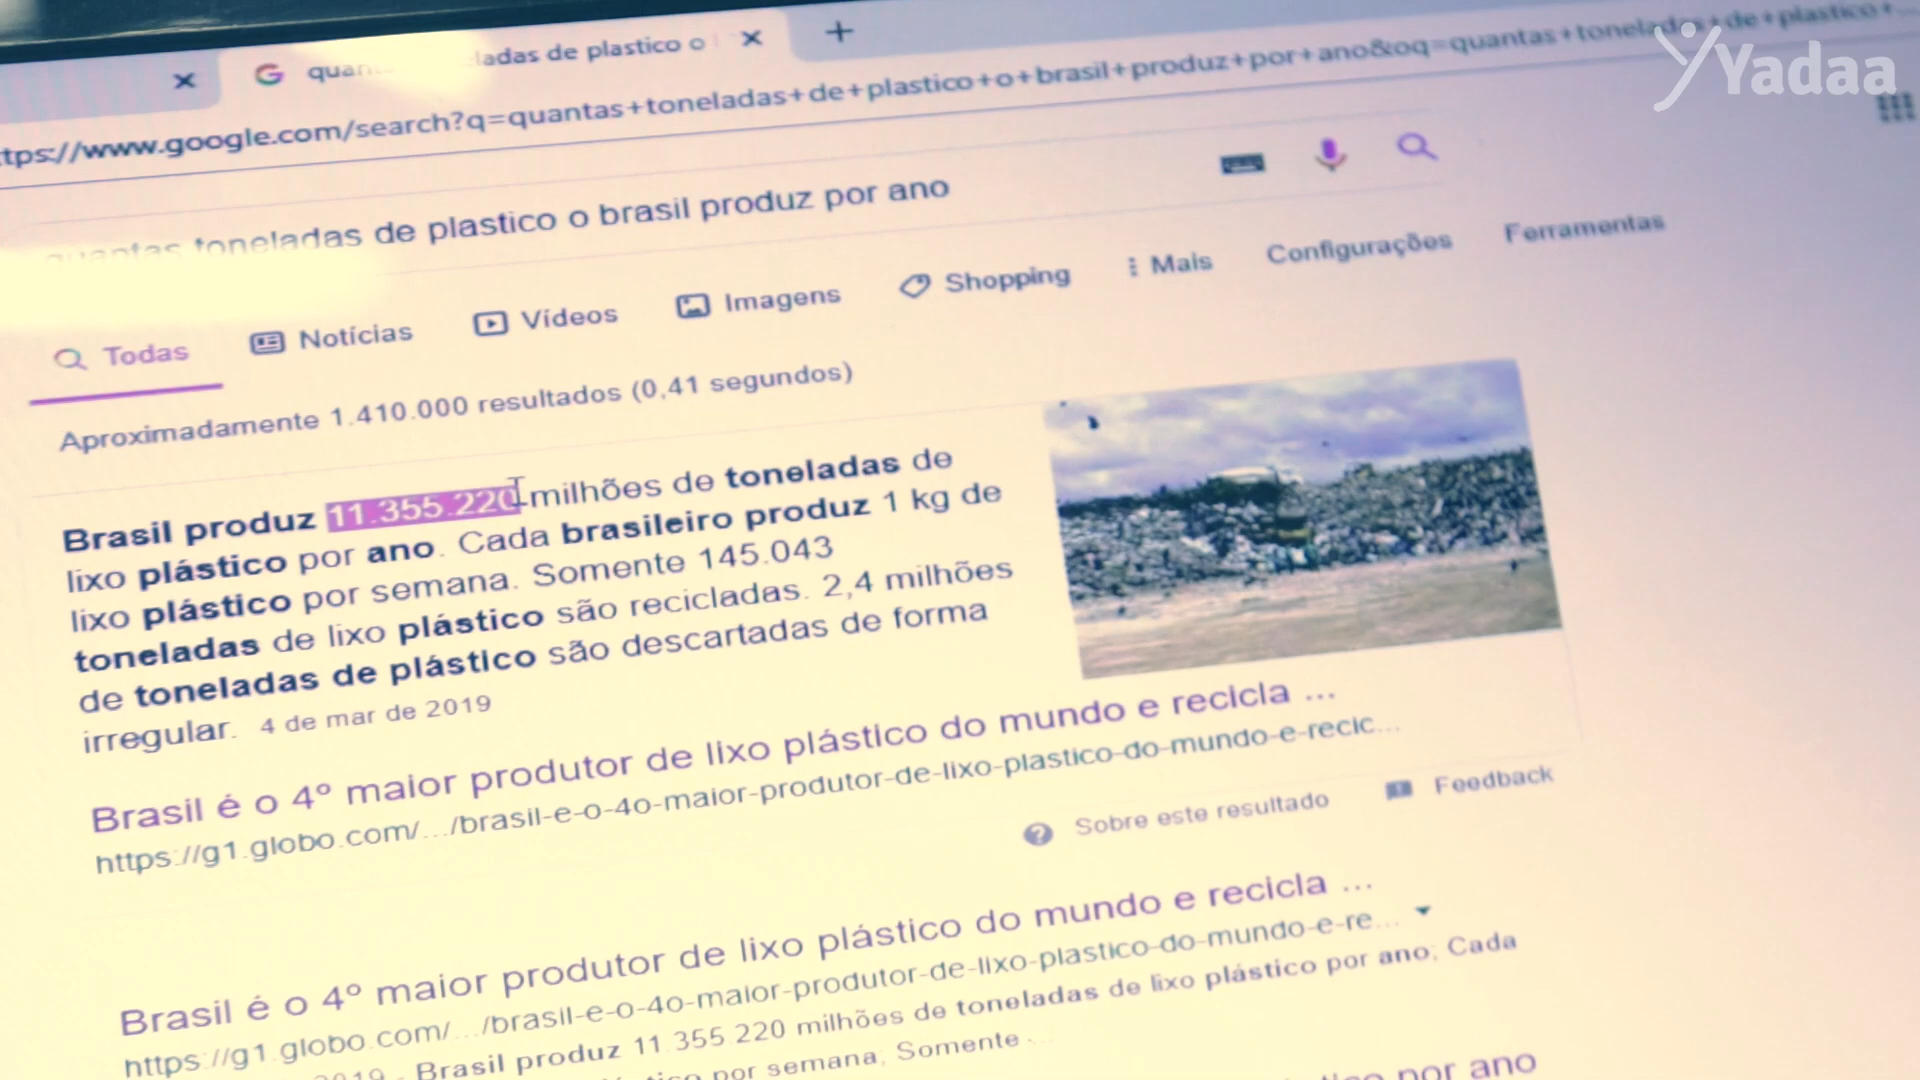 Yadaa
ladas de plastico o
tps://www.google.com/search?q=quantas+toneladas+de+plastico+o+brasil+produz+por+ano&oq=quantas+toneladas+de+plastico+
quantas toneladas de plastico o brasil produz por ano
Todas Notícias Vídeos Imagens Shopping Mais Configurações Ferramentas
Aproximadamente 1.410.000 resultados (0,41 segundos)
Brasil produz 11.355.220 milhões de toneladas de
lixo plástico por ano. Cada brasileiro produz 1 kg de
lixo plástico por semana. Somente 145.043
toneladas de lixo plástico são recicladas. 2,4 milhões
de toneladas de plástico são descartadas de forma
irregular. 4 de mar de 2019
Brasil é o 4º maior produtor de lixo plástico do mundo e recicla ...
https://g1.globo.com/.../brasil-e-o-4o-maior-produtor-de-lixo-plastico-do-mundo-e-recic...
Sobre este resultado Feedback
Brasil é o 4º maior produtor de lixo plástico do mundo e recicla ...
https://g1.globo.com/.../brasil-e-o-4o-maior-produtor-de-lixo-plastico-do-mundo-e-re...
2019 - Brasil produz 11.355.220 milhões de toneladas de lixo plástico por ano; Cada
por semana; Somente ...
por ano